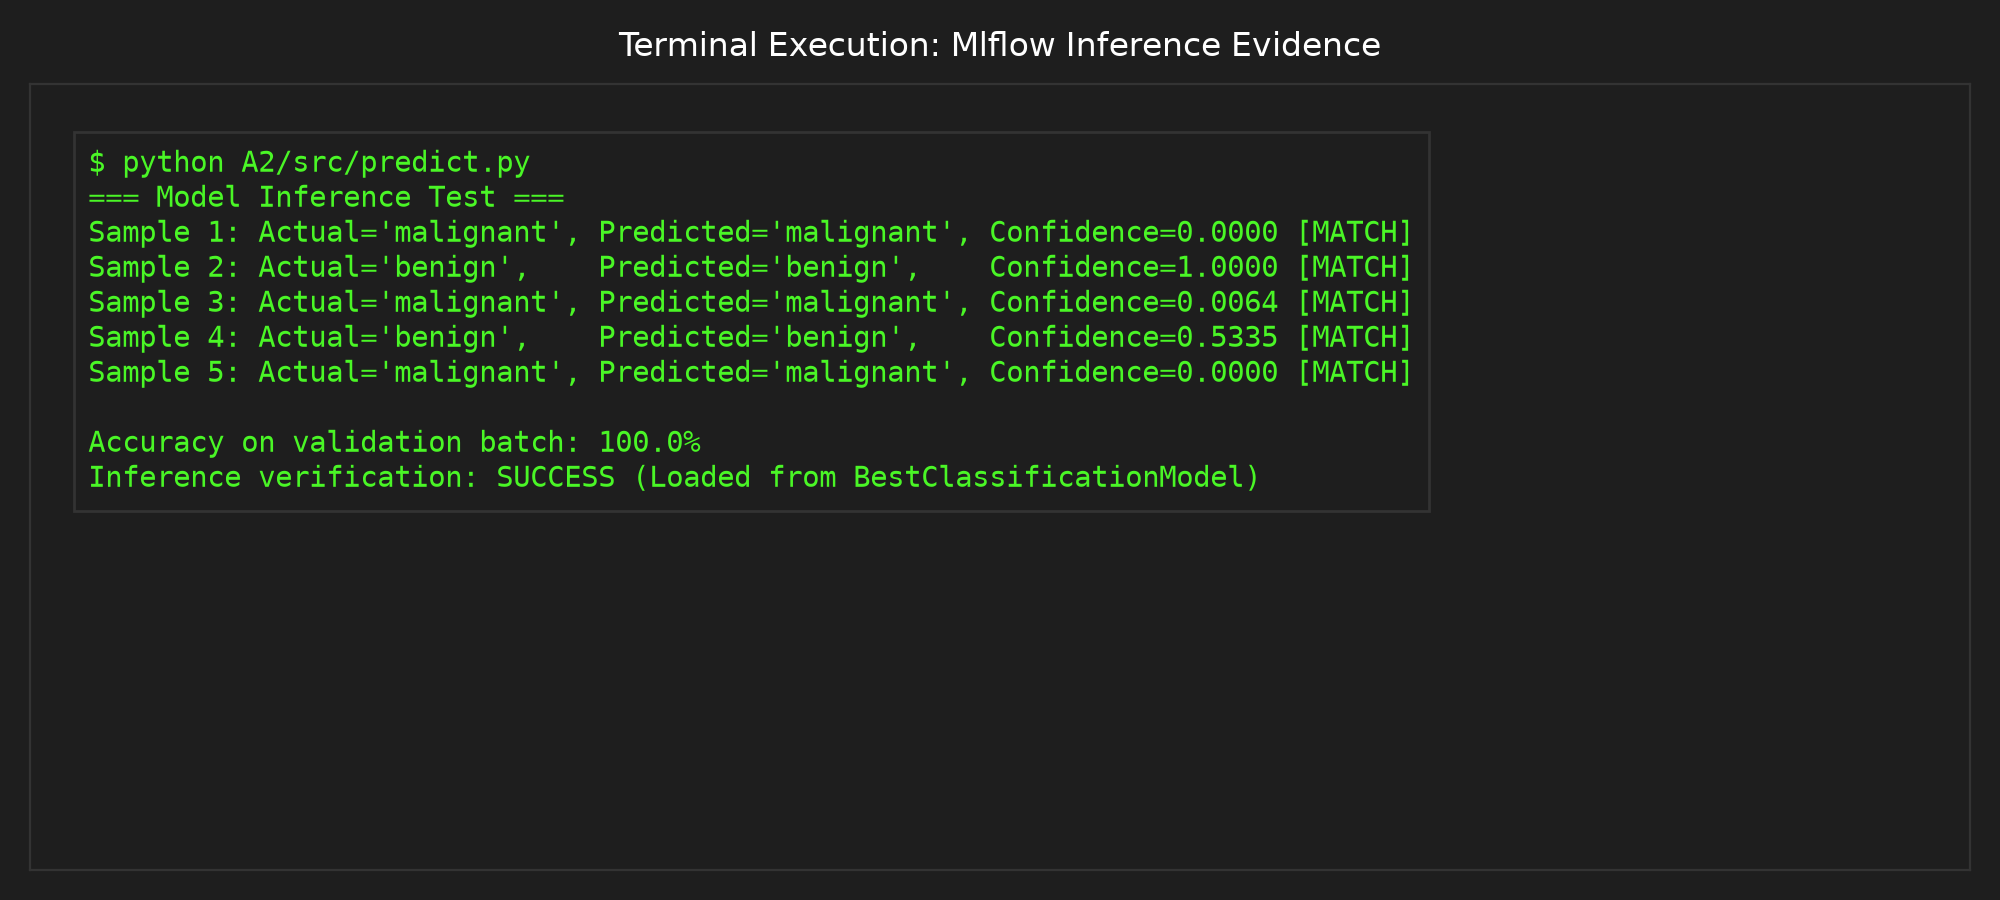 Terminal Execution: Mlflow Inference Evidence
$ python A2/src/predict.py
=== Model Inference Test ===
Sample 1: Actual='malignant', Predicted='malignant', Confidence=0.0000 [MATCH]
Sample 2: Actual='benign',    Predicted='benign',    Confidence=1.0000 [MATCH]
Sample 3: Actual='malignant', Predicted='malignant', Confidence=0.0064 [MATCH]
Sample 4: Actual='benign',    Predicted='benign',    Confidence=0.5335 [MATCH]
Sample 5: Actual='malignant', Predicted='malignant', Confidence=0.0000 [MATCH]
Accuracy on validation batch: 100.0%
Inference verification: SUCCESS (Loaded from BestClassificationModel)